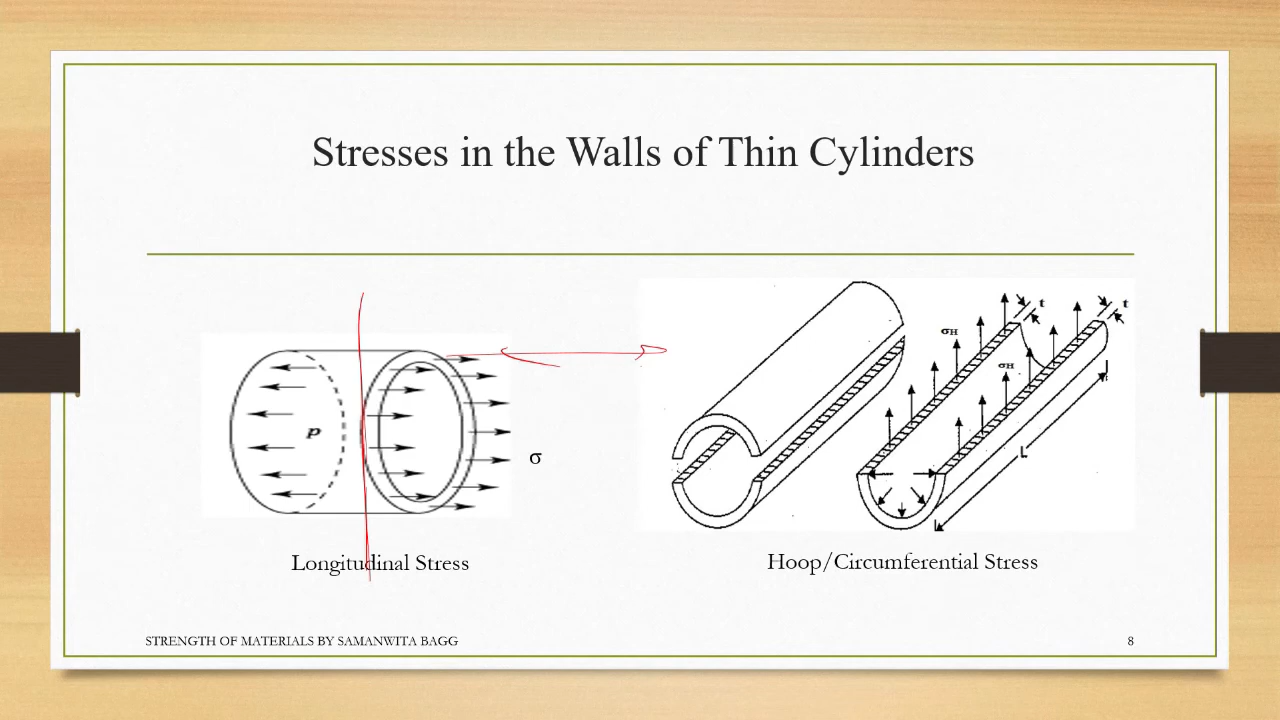 Stresses in the Walls of Thin Cylinders
p
σ
Longitudinal Stress
σH
σH
t
t
L
Hoop/Circumferential Stress
STRENGTH OF MATERIALS BY SAMANWITA BAGG
8